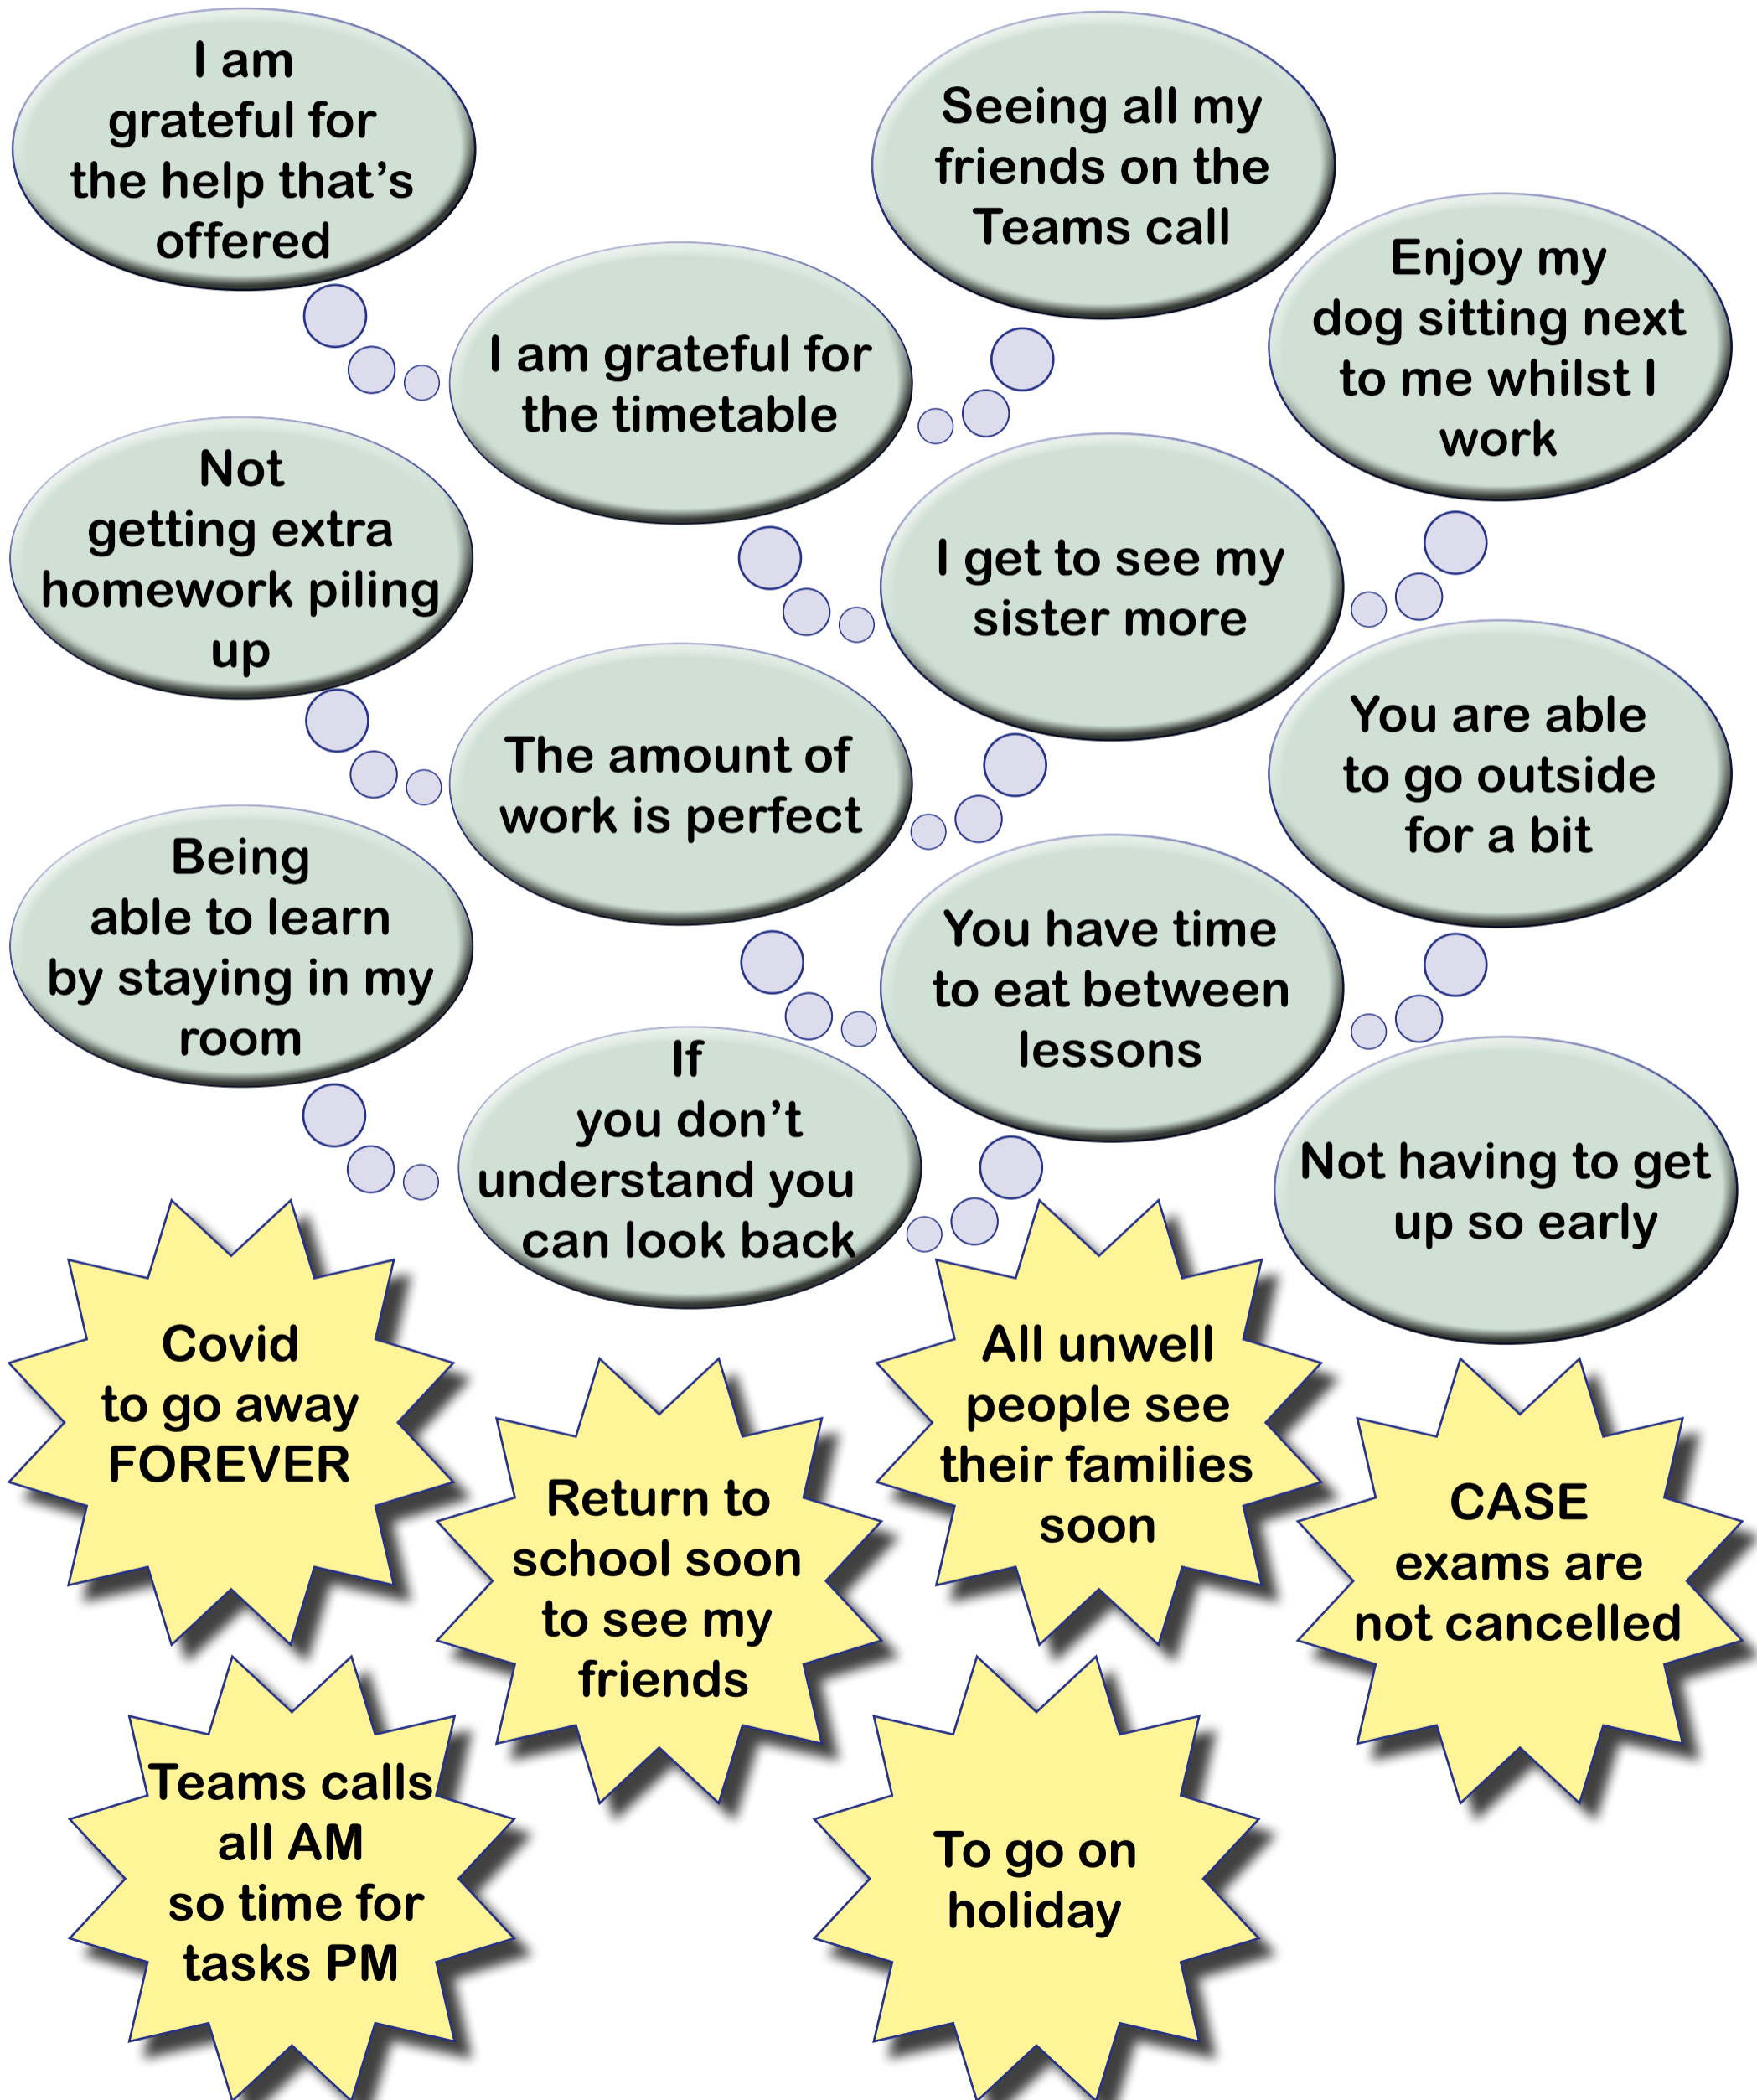 I am
grateful for
the help that’s
offered
Seeing all my
friends on the
Teams call
Enjoy my
dog sitting next
to me whilst I
work
I am grateful for
the timetable
Not
getting extra
homework piling
up
I get to see my
sister more
The amount of
work is perfect
You are able
to go outside
for a bit
Being
able to learn
by staying in my
room
You have time
to eat between
lessons
If
you don’t
understand you
can look back
Not having to get
up so early
Covid
to go away
FOREVER
All unwell
people see
their families
soon
Return to
school soon
to see my
friends
CASE
exams are
not cancelled
Teams calls
all AM
so time for
tasks PM
To go on
holiday